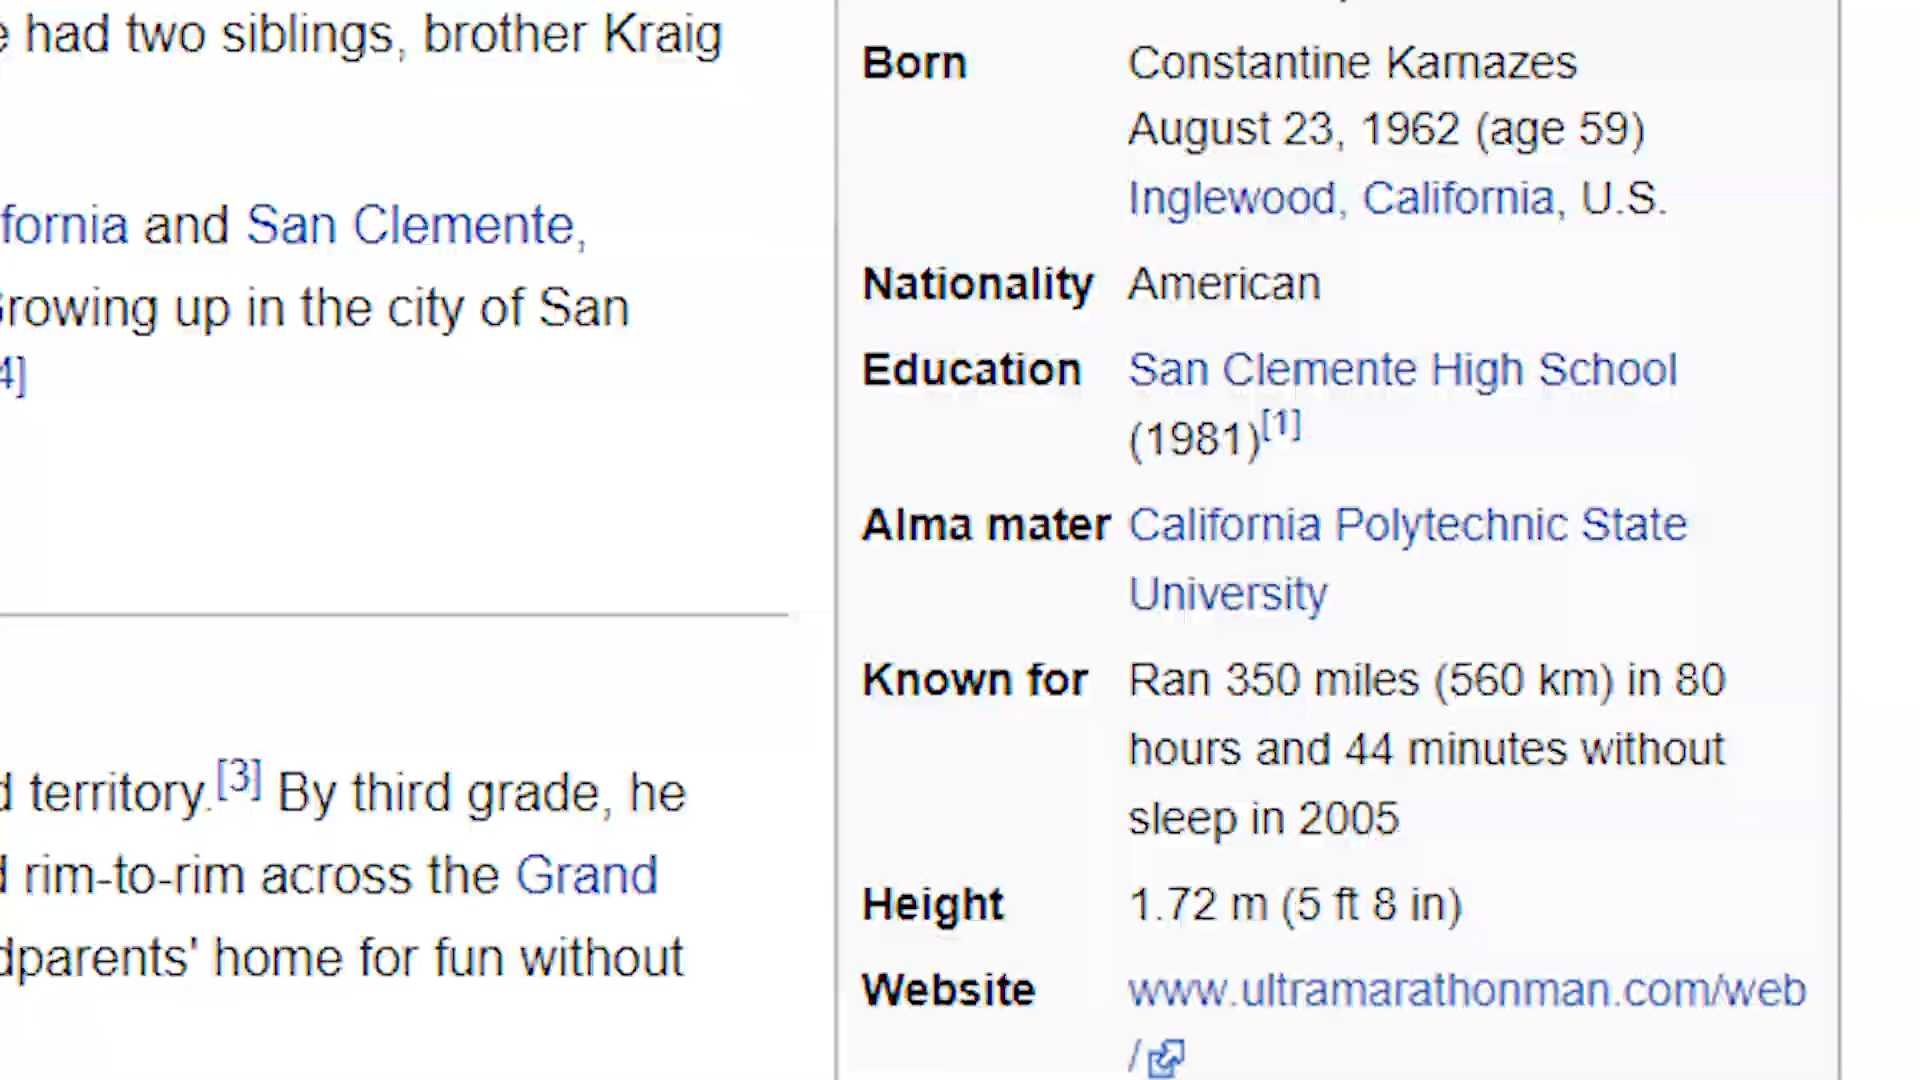 had two siblings, brother Kraig
fornia and San Clemente,
rowing up in the city of San
4]
territory.[3] By third grade, he
rim-to-rim across the Grand
dparents' home for fun without
Born Constantine Karnazes
August 23, 1962 (age 59)
Inglewood, California, U.S.
Nationality American
Education San Clemente High School
(1981)[1]
Alma mater California Polytechnic State
University
Known for Ran 350 miles (560 km) in 80
hours and 44 minutes without
sleep in 2005
Height 1.72 m (5 ft 8 in)
Website www.ultramarathonman.com/web
/